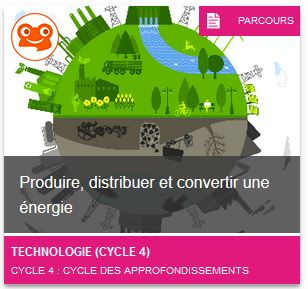 PARCOURS
Produire, distribuer et convertir une
énergie
TECHNOLOGIE (CYCLE 4)
CYCLE 4 : CYCLE DES APPROFONDISSEMENTS